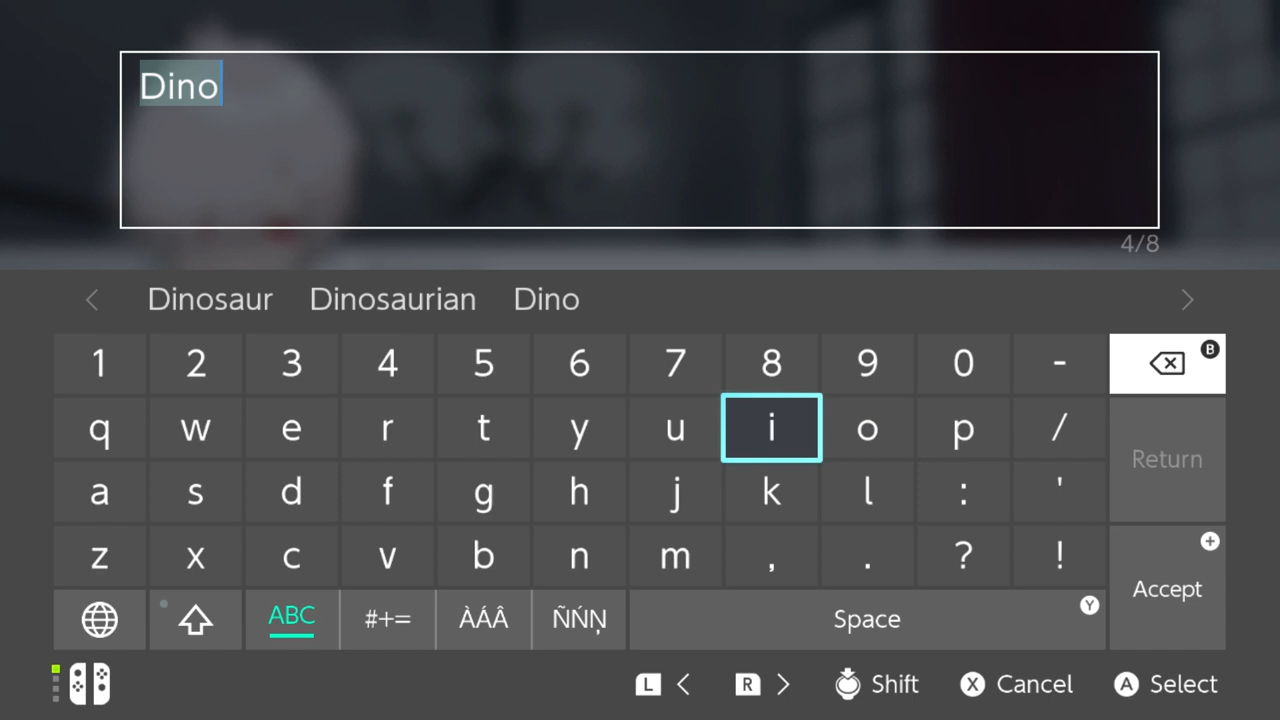 Dino
4/8
Dinosaur Dinosaurian Dino
1 2 3 4 5 6 7 8 9 0 - B
q w e r t y u i o p /
Return
a s d f g h j k l : '
z x c v b n m , . ? !
Accept
ABC #+= ÀÁÂ ÑŃŅ Space Y
L R Shift X Cancel A Select